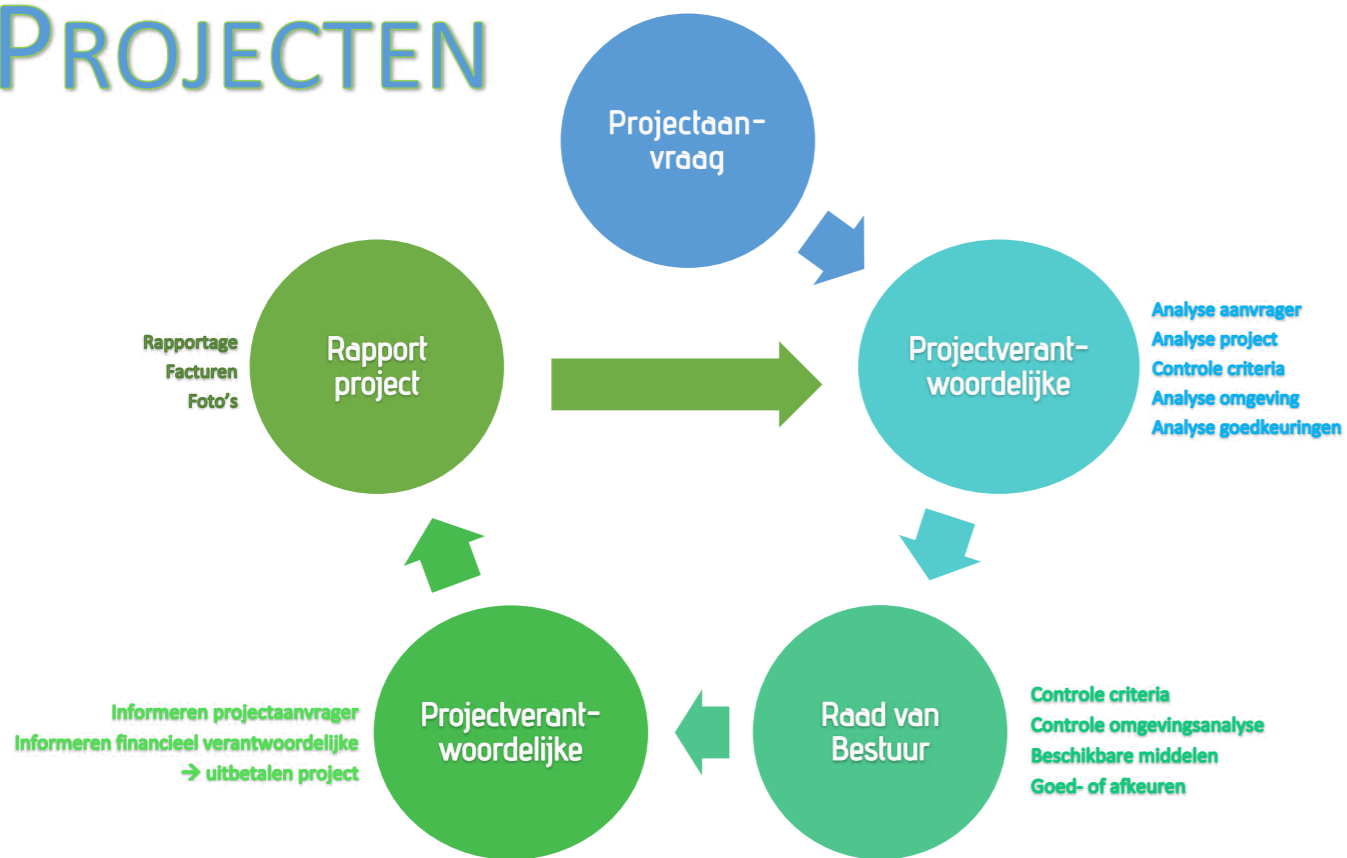 PROJECTEN
Projectaan-
vraag
Projectverant-
woordelijke
Analyse aanvrager
Analyse project
Controle criteria
Analyse omgeving
Analyse goedkeuringen
Raad van
Bestuur
Controle criteria
Controle omgevingsanalyse
Beschikbare middelen
Goed- of afkeuren
Projectverant-
woordelijke
Informeren projectaanvrager
Informeren financieel verantwoordelijke
→ uitbetalen project
Rapport
project
Rapportage
Facturen
Foto's